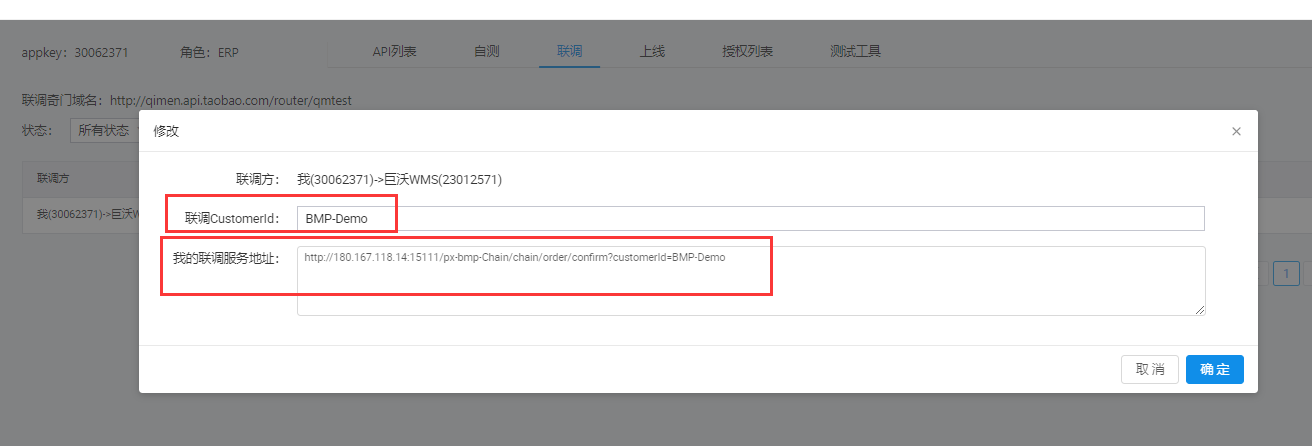 appkey：30062371 角色：ERP API列表 自测 联调 上线 授权列表 测试工具
联调奇门域名：http://qimen.api.taobao.com/router/qmtest
状态： 所有状态
修改 ×
联调方
联调方： 我(30062371)->巨沃WMS(23012571)
我(30062371)->巨沃W
联调CustomerId： BMP-Demo
我的联调服务地址： http://180.167.118.14:15111/px-bmp-Chain/chain/order/confirm?customerId=BMP-Demo
1
取消 确定